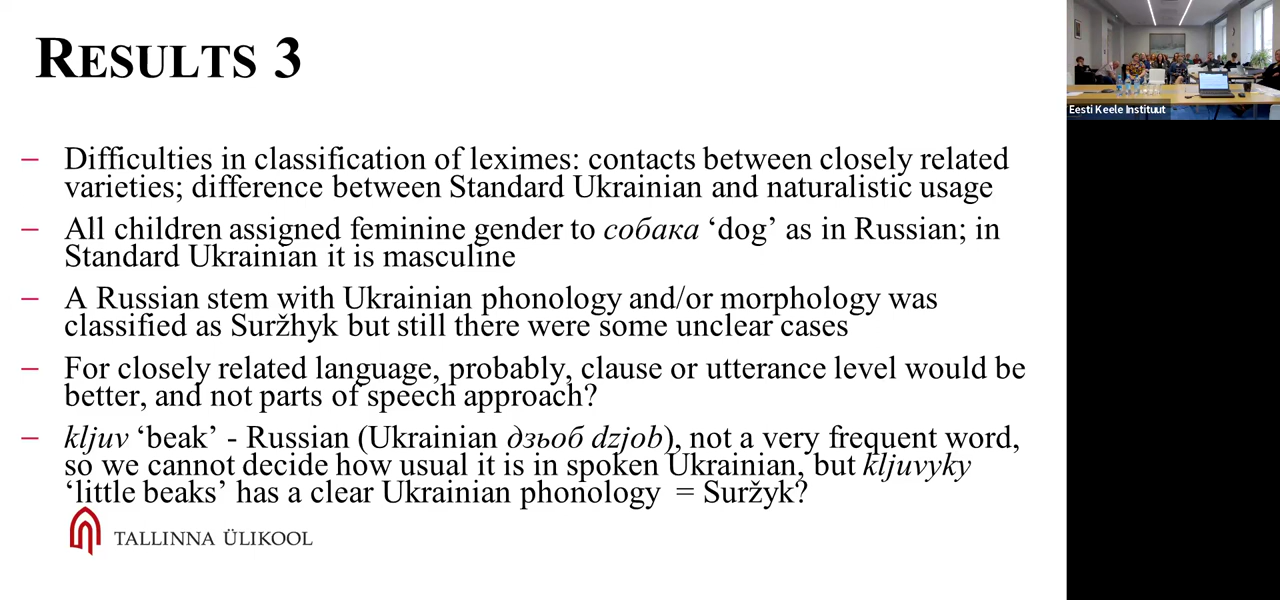 RESULTS 3
– Difficulties in classification of leximes: contacts between closely related
varieties; difference between Standard Ukrainian and naturalistic usage
– All children assigned feminine gender to собака ‘dog’ as in Russian; in
Standard Ukrainian it is masculine
– A Russian stem with Ukrainian phonology and/or morphology was
classified as Suržhyk but still there were some unclear cases
– For closely related language, probably, clause or utterance level would be
better, and not parts of speech approach?
– kljuv ‘beak’ - Russian (Ukrainian дзьоб dzjob), not a very frequent word,
so we cannot decide how usual it is in spoken Ukrainian, but kljuvyky
‘little beaks’ has a clear Ukrainian phonology = Suržyk?
TALLINNA ÜLIKOOL
Eesti Keele Instituut